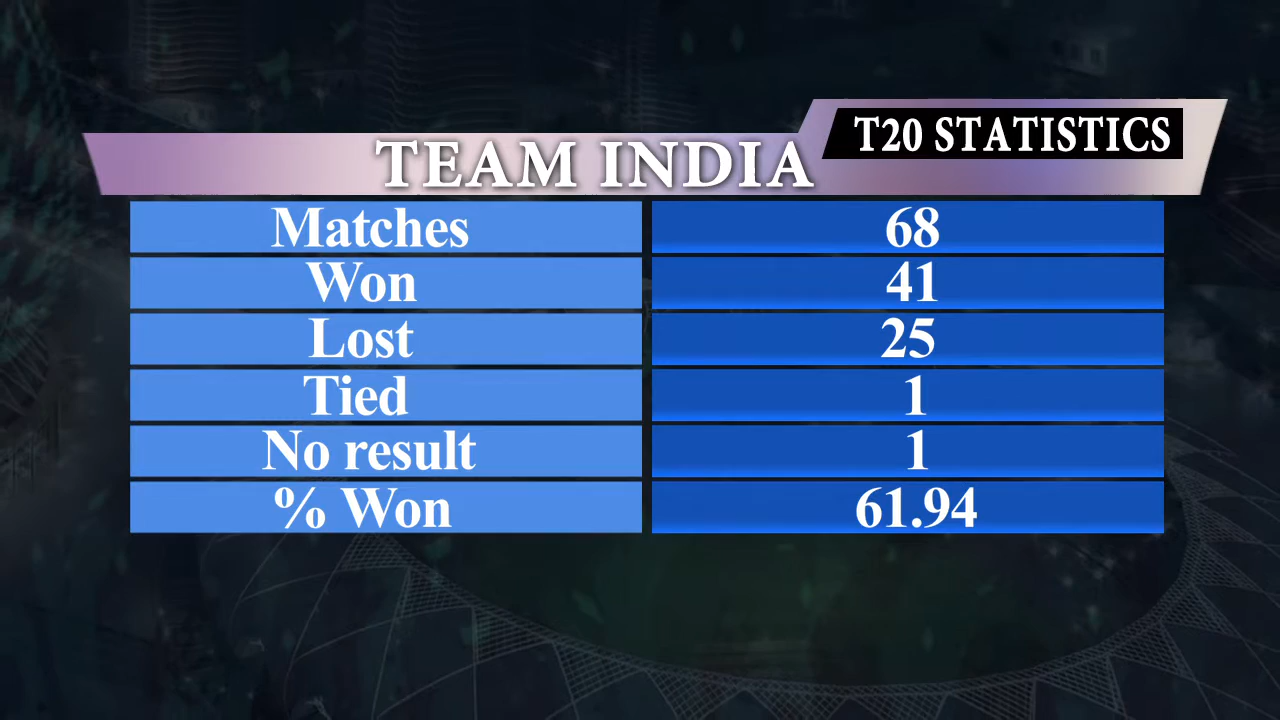 T20 STATISTICS
TEAM INDIA
Matches 68
Won 41
Lost 25
Tied 1
No result 1
% Won 61.94